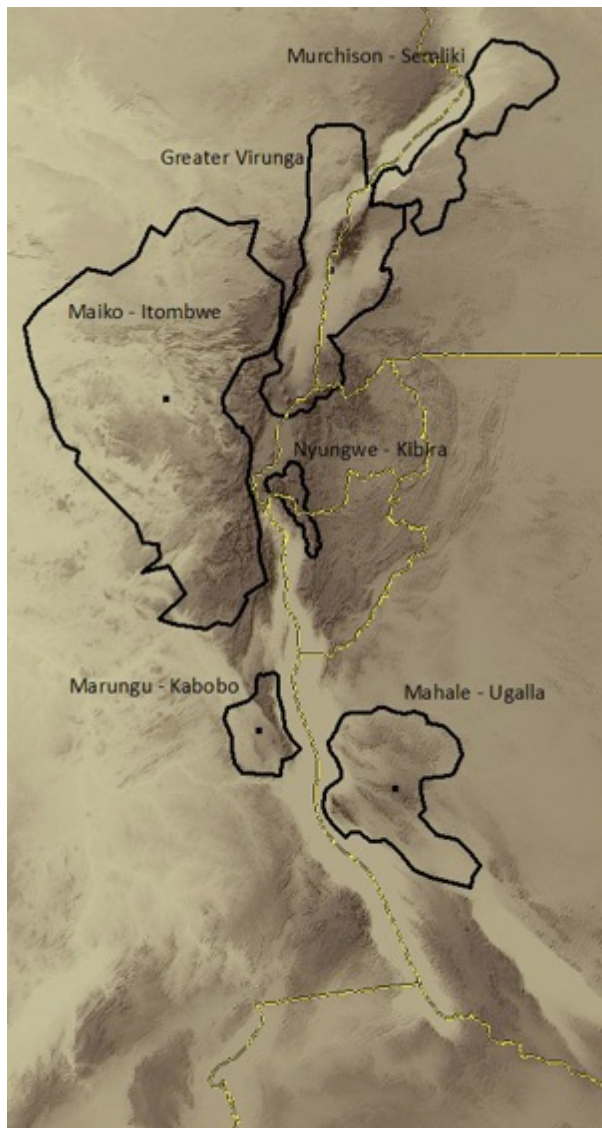 Murchison - Semliki
Greater Virunga
Maiko - Itombwe
Nyungwe - Kibira
Marungu - Kabobo
Mahale - Ugalla